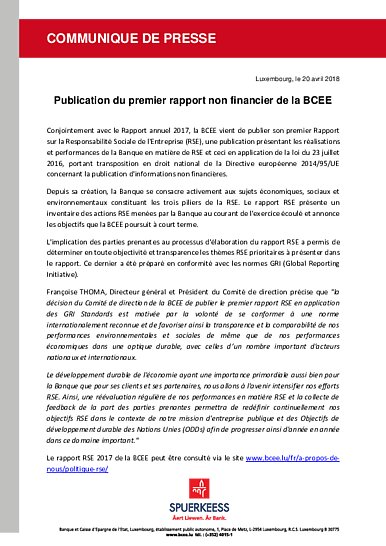 COMMUNIQUE DE PRESSE
Luxembourg, le 20 avril 2018
Publication du premier rapport non financier de la BCEE
Conjointement avec le Rapport annuel 2017, la BCEE vient de publier son premier Rapport
sur la Responsabilité Sociale de l'Entreprise (RSE), une publication présentant les réalisations
et performances de la Banque en matière de RSE et ceci en application de la loi du 23 juillet
2016, portant transposition en droit national de la Directive européenne 2014/95/UE
concernant la publication d'informations non financières.
Depuis sa création, la Banque se consacre activement aux sujets économiques, sociaux et
environnementaux constituant les trois piliers de la RSE. Le rapport RSE présente un
inventaire des actions RSE menées par la Banque au courant de l'exercice écoulé et annonce
les objectifs que la BCEE poursuit à court terme.
L'implication des parties prenantes au processus d'élaboration du rapport RSE a permis de
déterminer en toute objectivité et transparence les thèmes RSE prioritaires à présenter dans
le rapport. Ce dernier a été préparé en conformité avec les normes GRI (Global Reporting
Initiative).
Françoise THOMA, Directeur général et Président du Comité de direction précise que "la
décision du Comité de direction de la BCEE de publier le premier rapport RSE en application
des GRI Standards est motivée par la volonté de se conformer à une norme
internationalement reconnue et de favoriser ainsi la transparence et la comparabilité de nos
performances environnementales et sociales de même que de nos performances
économiques dans une optique durable, avec celles d'un nombre important d'acteurs
nationaux et internationaux.
Le développement durable de l'économie ayant une importance primordiale aussi bien pour
la Banque que pour ses clients et ses partenaires, nous allons à l'avenir intensifier nos efforts
RSE. Ainsi, une réévaluation régulière de nos performances en matière RSE et la collecte de
feedback de la part des parties prenantes permettra de redéfinir continuellement nos
objectifs RSE dans le contexte de notre mission d'entreprise publique et des Objectifs de
développement durable des Nations Unies (ODDs) afin de progresser ainsi d'année en année
dans ce domaine important."
Le rapport RSE 2017 de la BCEE peut être consulté via le site www.bcee.lu/fr/a-propos-de-
nous/politique-rse/
SPUERKEESS
Äert Liewen. Är Bank.
Banque et Caisse d'Epargne de l'Etat, Luxembourg, établissement public autonome, 1, Place de Metz, L-2954 Luxembourg, R.C.S. Luxembourg B 30775
www.bcee.lu tél. : (+352) 4015-1